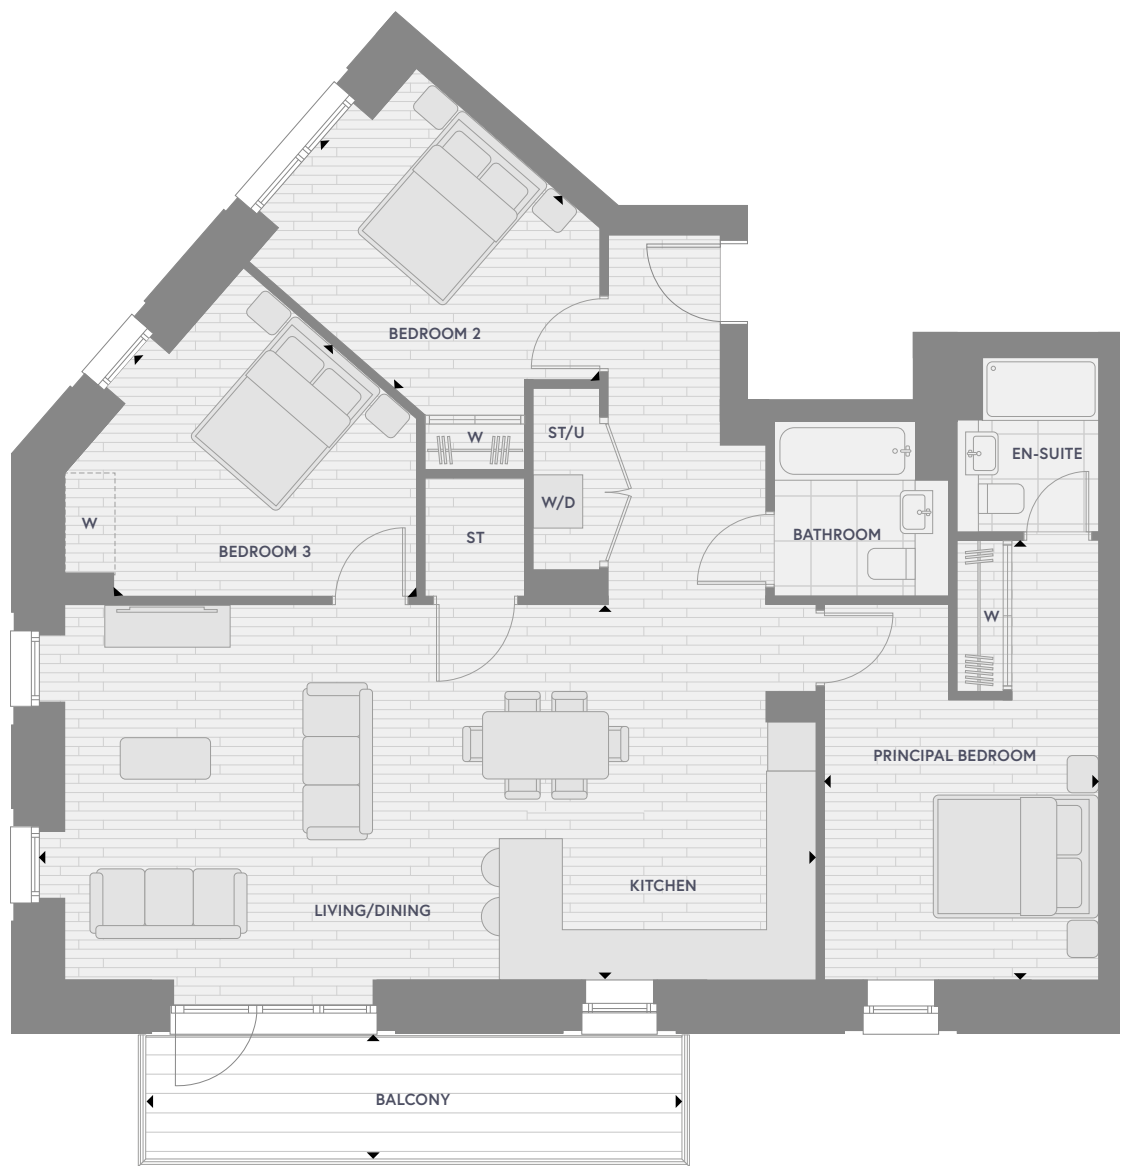 BEDROOM 2
W
ST/U
W/D
EN-SUITE
W
BEDROOM 3
ST
BATHROOM
W
PRINCIPAL BEDROOM
KITCHEN
LIVING/DINING
BALCONY